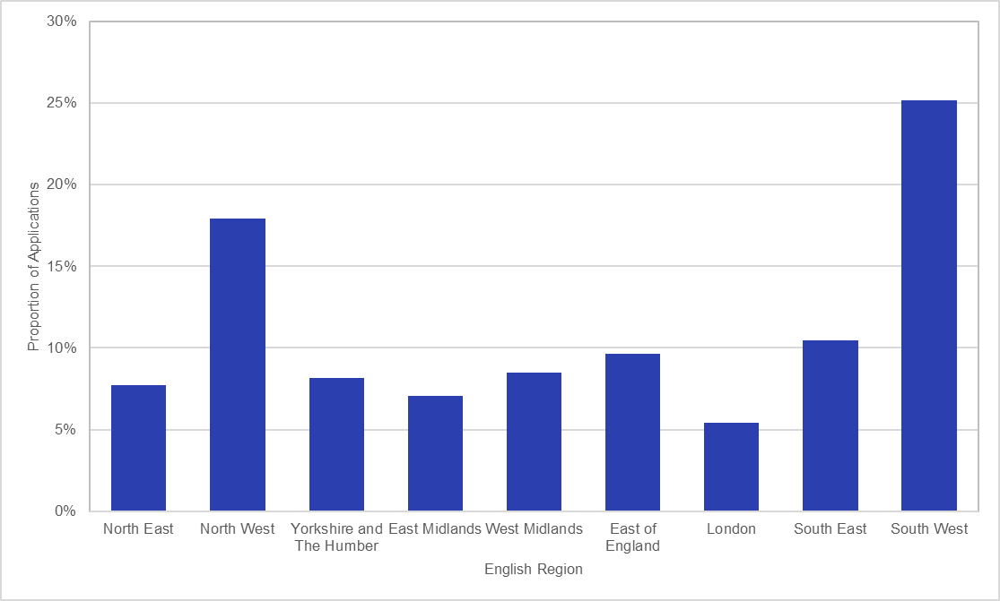 30%
25%
20%
15%
10%
5%
0%
Proportion of Applications
North East
North West
Yorkshire and
The Humber
East Midlands
West Midlands
East of
England
London
South East
South West
English Region